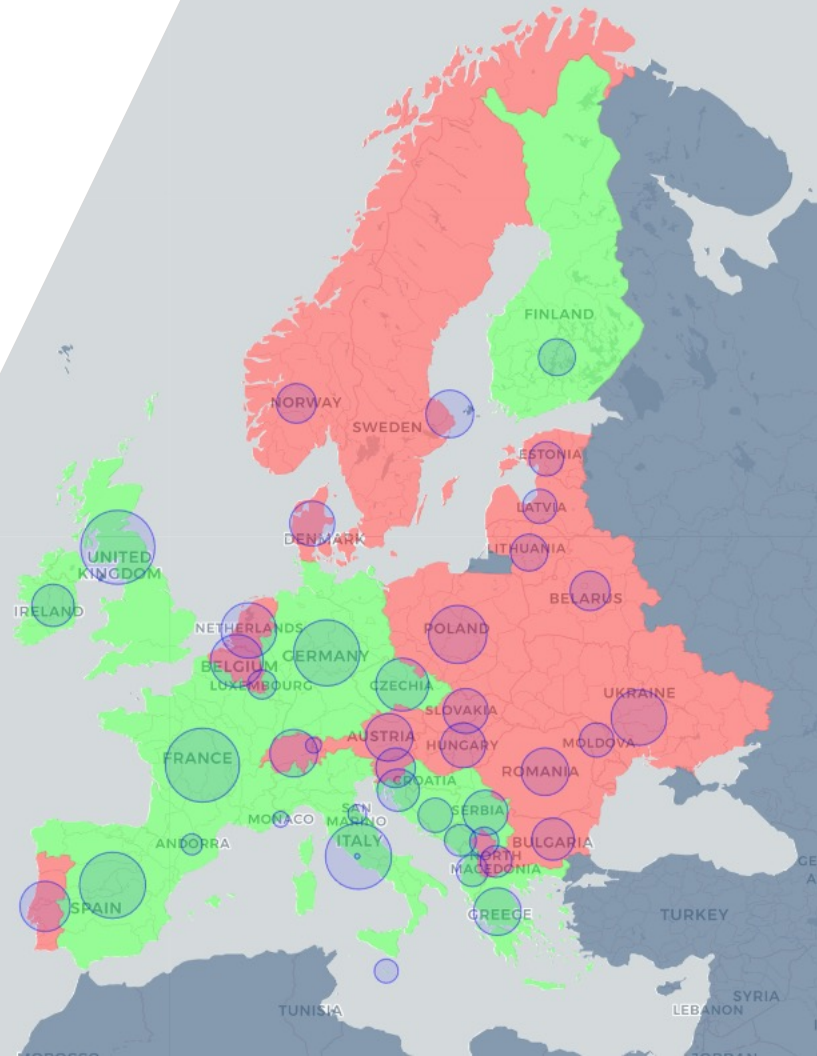 FINLAND
NORWAY
SWEDEN
ESTONIA
LATVIA
DENMARK
LITHUANIA
UNITED
KINGDOM
BELARUS
IRELAND
NETHERLANDS
POLAND
GERMANY
BELGIUM
LUXEMBOURG
CZECHIA
UKRAINE
SLOVAKIA
AUSTRIA
HUNGARY
MOLDOVA
FRANCE
ROMANIA
CROATIA
SAN
MARINO
MONACO
SERBIA
ANDORRA
ITALY
BULGARIA
NORTH
MACEDONIA
GE
A
SPAIN
GREECE
TURKEY
SYRIA
TUNISIA
LEBANON